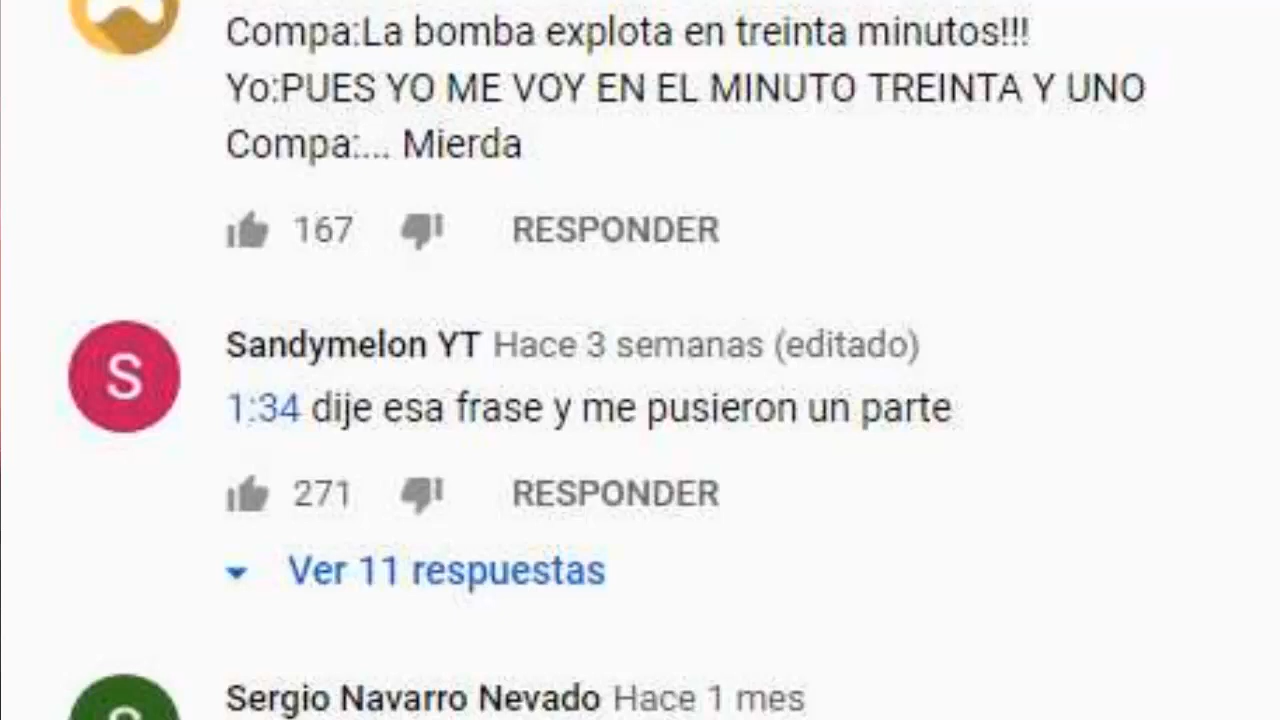 Compa:La bomba explota en treinta minutos!!!
Yo:PUES YO ME VOY EN EL MINUTO TREINTA Y UNO
Compa:... Mierda
167 RESPONDER
S
Sandymelon YT Hace 3 semanas (editado)
1:34 dije esa frase y me pusieron un parte
271 RESPONDER
Ver 11 respuestas
Sergio Navarro Nevado Hace 1 mes